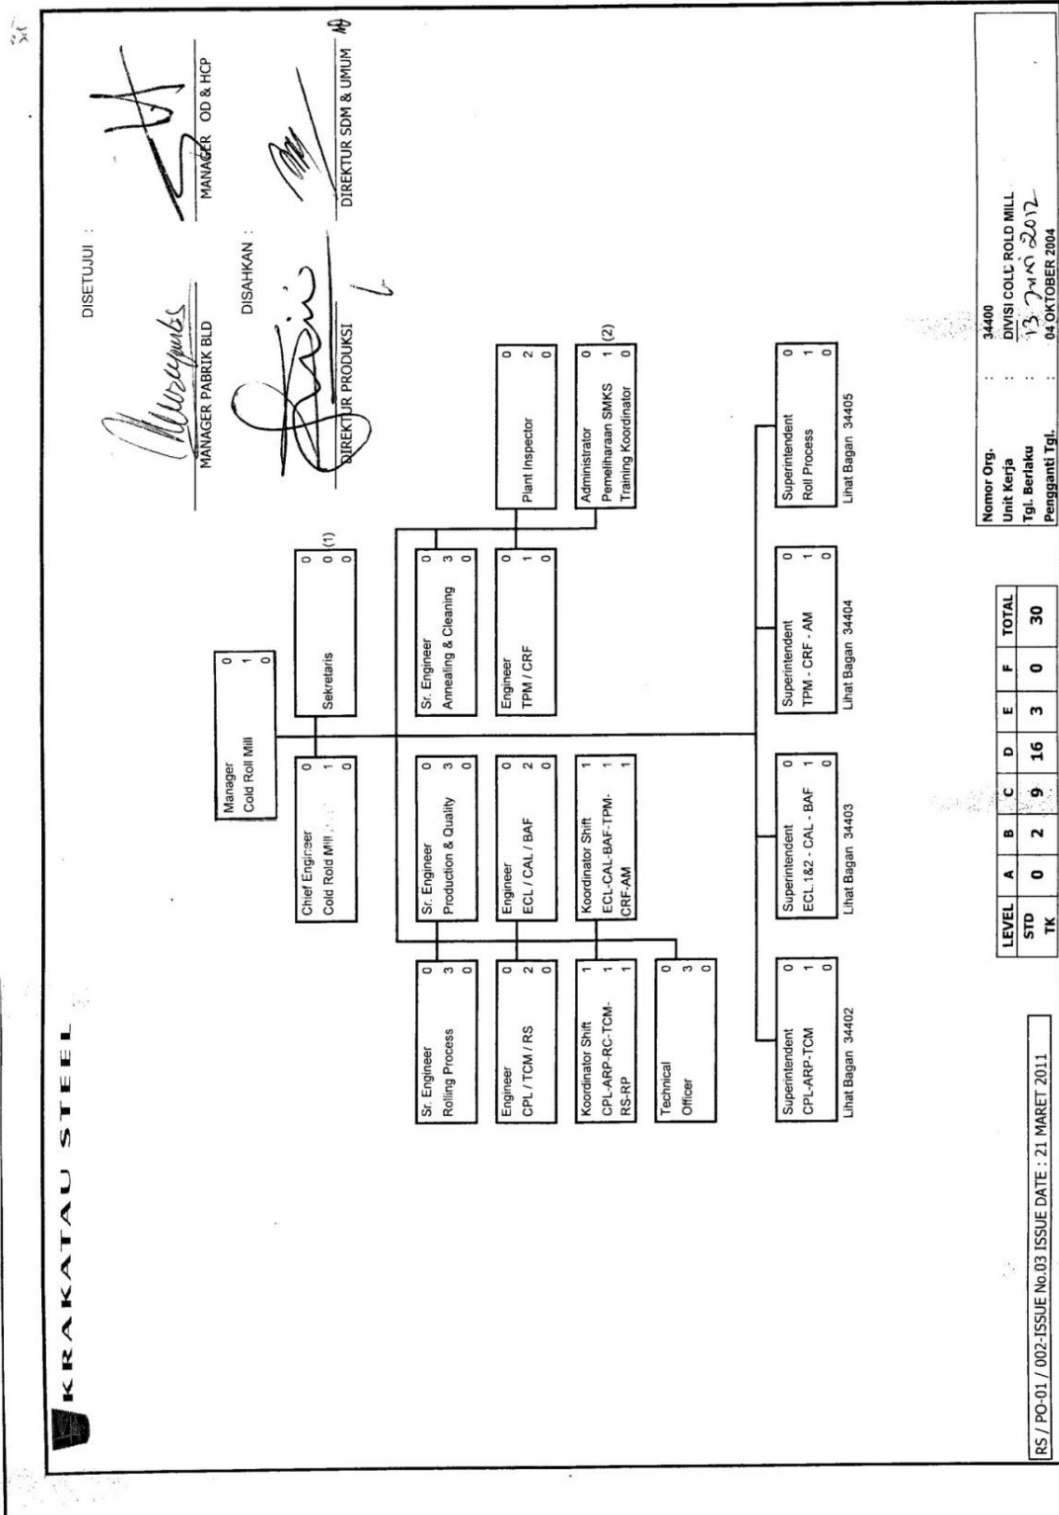 KRAKATAU STEEL
DISETUJUI :
MANAGER PABRIK BLD
MANAGER OD & HCP
DISAHKAN :
DIREKTUR PRODUKSI
DIREKTUR SDM & UMUM
Manager 0
Cold Roll Mill 1
0
Chief Engineer 0
Cold Rold Mill 1
0
0
Sekretaris 0 (1)
0
Sr. Engineer 0
Rolling Process 3
0
Sr. Engineer 0
Production & Quality 3
0
Sr. Engineer 0
Annealing & Cleaning 3
0
Engineer 0
CPL / TCM / RS 2
0
Engineer 0
ECL / CAL / BAF 2
0
Engineer 0
TPM / CRF 1
0
0
Plant Inspector 2
0
Koordinator Shift 1
CPL-ARP-RC-TCM- 1
RS-RP 1
Koordinator Shift 1
ECL-CAL-BAF-TPM- 1
CRF-AM 1
Administrator 0
Pemeliharaan SMKS 1 (2)
Training Koordinator 0
Technical 0
Officer 3
0
Superintendent 0
CPL-ARP-TCM 1
0
Lihat Bagan 34402
Superintendent 0
ECL.1&2 - CAL - BAF 1
0
Lihat Bagan 34403
Superintendent 0
TPM - CRF - AM 1
0
Lihat Bagan 34404
Superintendent 0
Roll Process 1
0
Lihat Bagan 34405
RS / PO-01 / 002-ISSUE No.03 ISSUE DATE : 21 MARET 2011
LEVEL A B C D E F TOTAL
STD 0 2 9 16 3 0 30
TK
Nomor Org. : 34400
Unit Kerja : DIVISI COLD ROLD MILL
Tgl. Berlaku : 13 Juni 2012
Pengganti Tgl. : 04 OKTOBER 2004